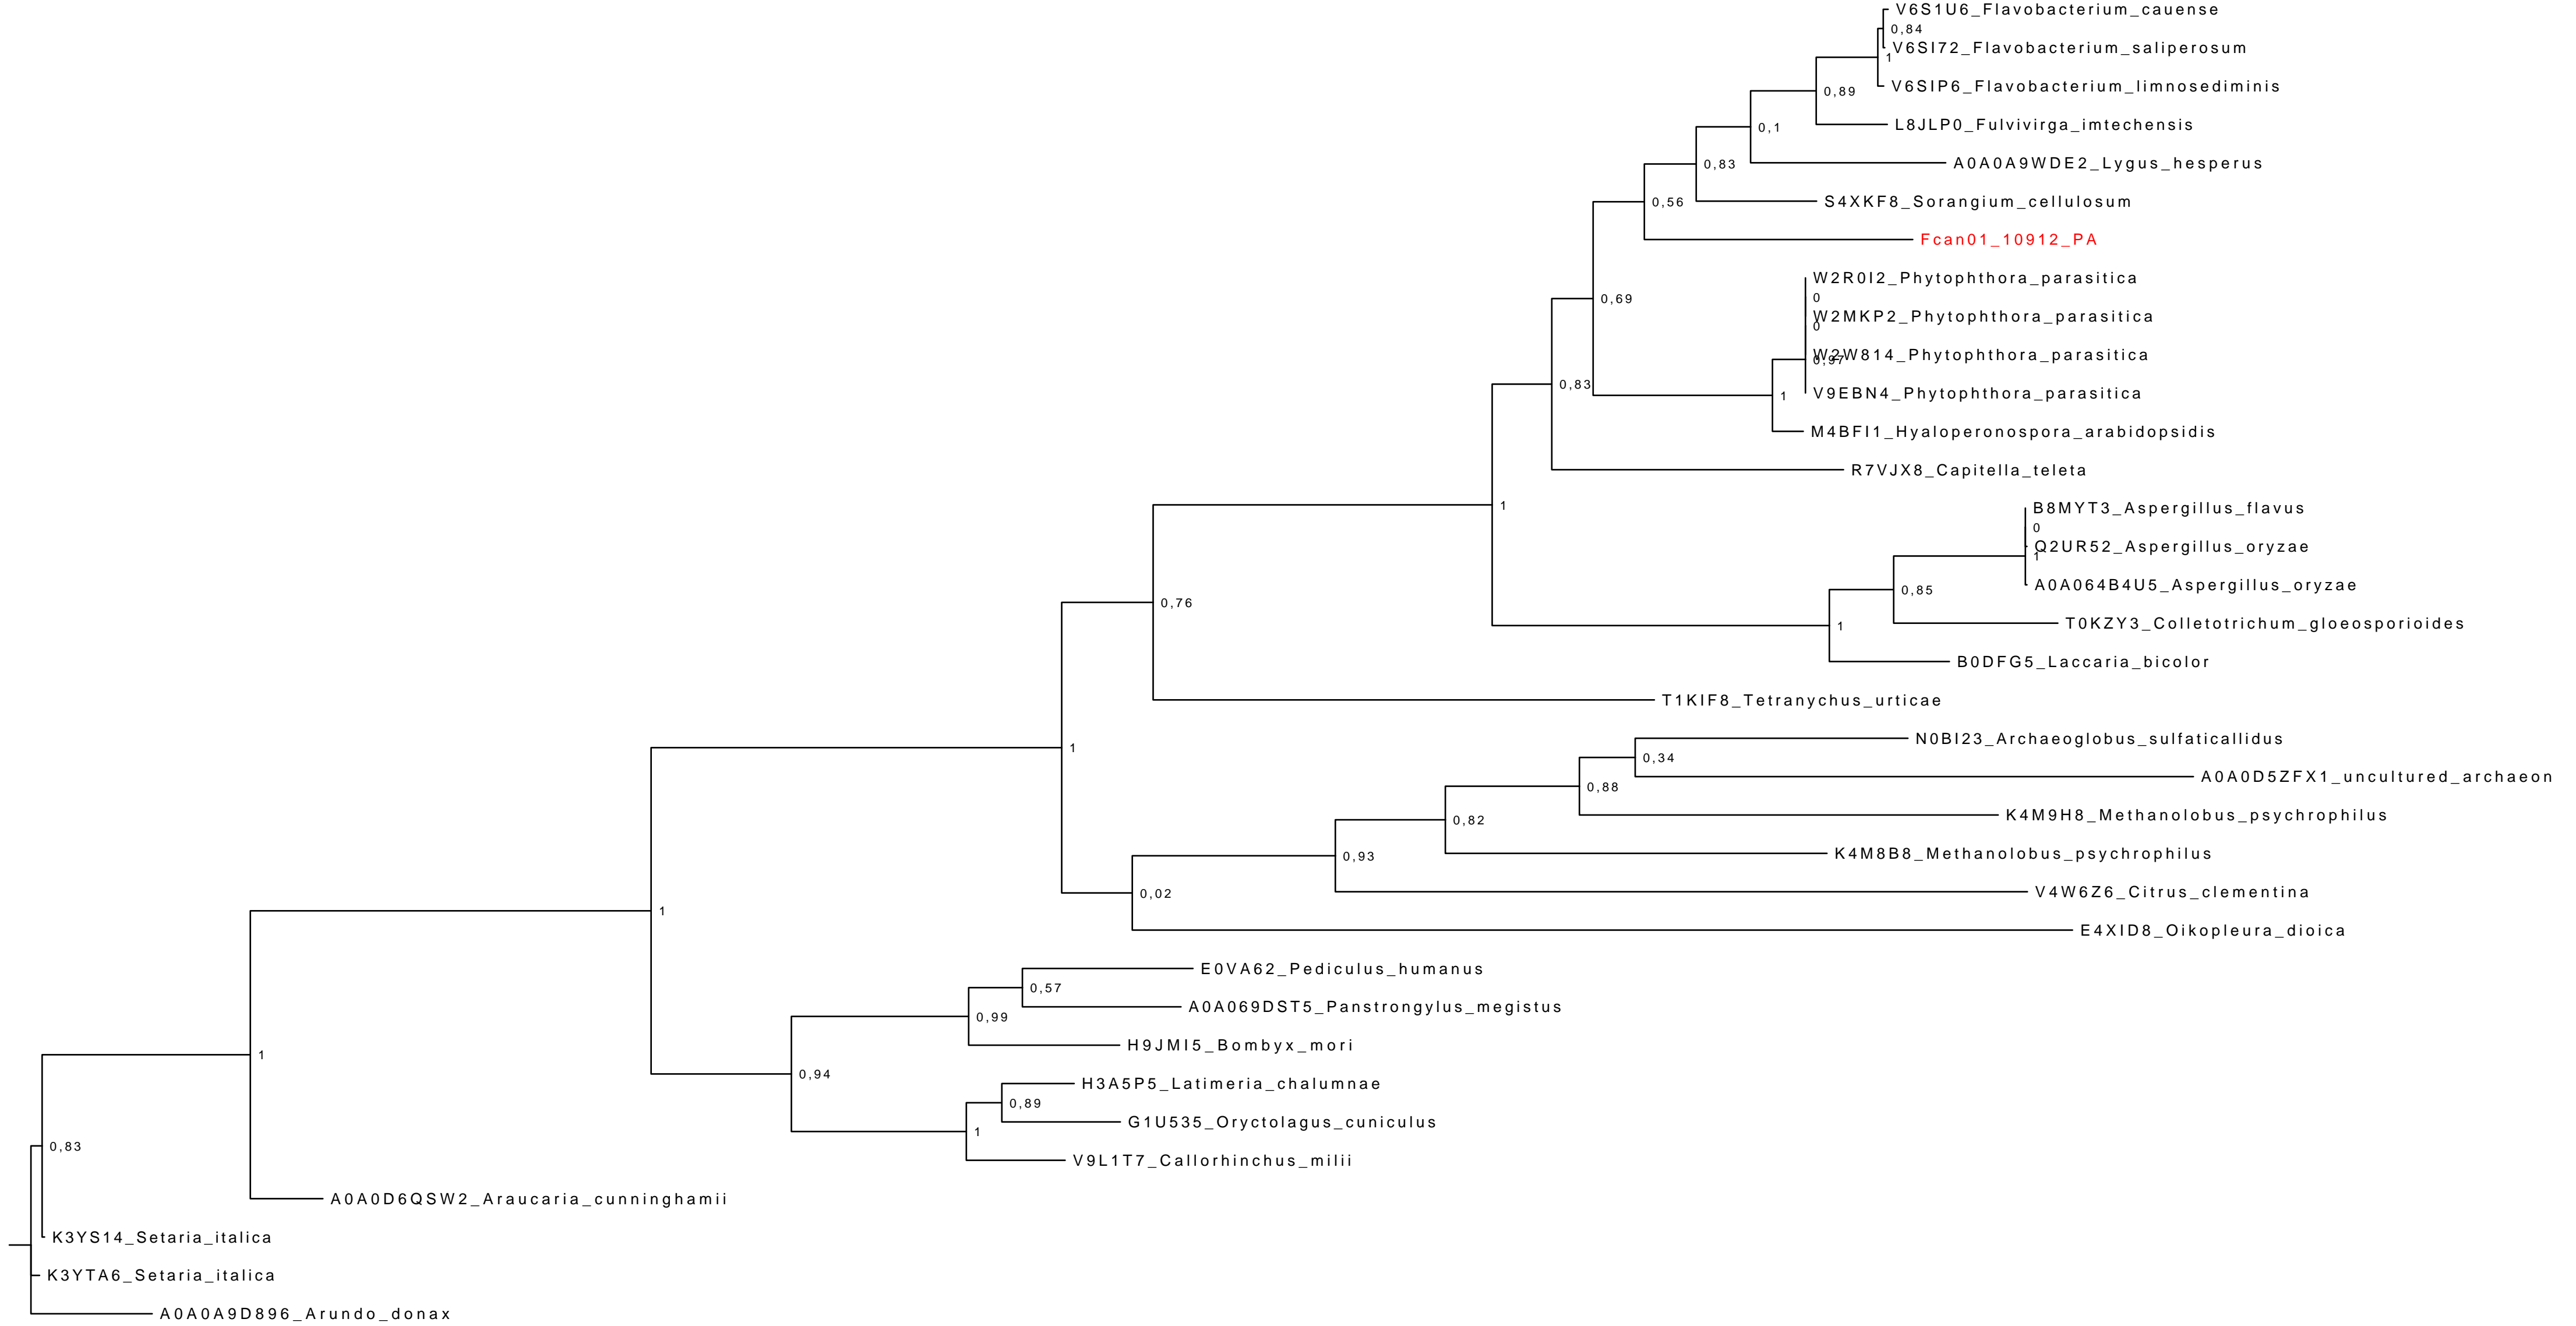 V6S1U6_Flavobacterium_cauense
0,84
V6SI72_Flavobacterium_saliperosum
1
V6SIP6_Flavobacterium_limnosediminis
0,89
L8JLP0_Fulvivirga_imtechensis
0,1
A0A0A9WDE2_Lygus_hesperus
0,83
S4XKF8_Sorangium_cellulosum
0,56
Fcan01_10912_PA
W2R0I2_Phytophthora_parasitica
0
0,69
W2MKP2_Phytophthora_parasitica
0
W2W814_Phytophthora_parasitica
0,97
0,83
V9EBN4_Phytophthora_parasitica
1
M4BFI1_Hyaloperonospora_arabidopsidis
R7VJX8_Capitella_teleta
1
B8MYT3_Aspergillus_flavus
0
Q2UR52_Aspergillus_oryzae
1
A0A064B4U5_Aspergillus_oryzae
0,85
0,76
T0KZY3_Colletotrichum_gloeosporioides
1
B0DFG5_Laccaria_bicolor
T1KIF8_Tetranychus_urticae
N0BI23_Archaeoglobus_sulfaticallidus
1
0,34
A0A0D5ZFX1_uncultured_archaeon
0,88
K4M9H8_Methanolobus_psychrophilus
0,82
K4M8B8_Methanolobus_psychrophilus
0,93
V4W6Z6_Citrus_clementina
0,02
1
E4XID8_Oikopleura_dioica
E0VA62_Pediculus_humanus
0,57
A0A069DST5_Panstrongylus_megistus
0,99
H9JMI5_Bombyx_mori
1
0,94
H3A5P5_Latimeria_chalumnae
0,89
G1U535_Oryctolagus_cuniculus
1
0,83
V9L1T7_Callorhinchus_milii
A0A0D6QSW2_Araucaria_cunninghamii
K3YS14_Setaria_italica
K3YTA6_Setaria_italica
A0A0A9D896_Arundo_donax